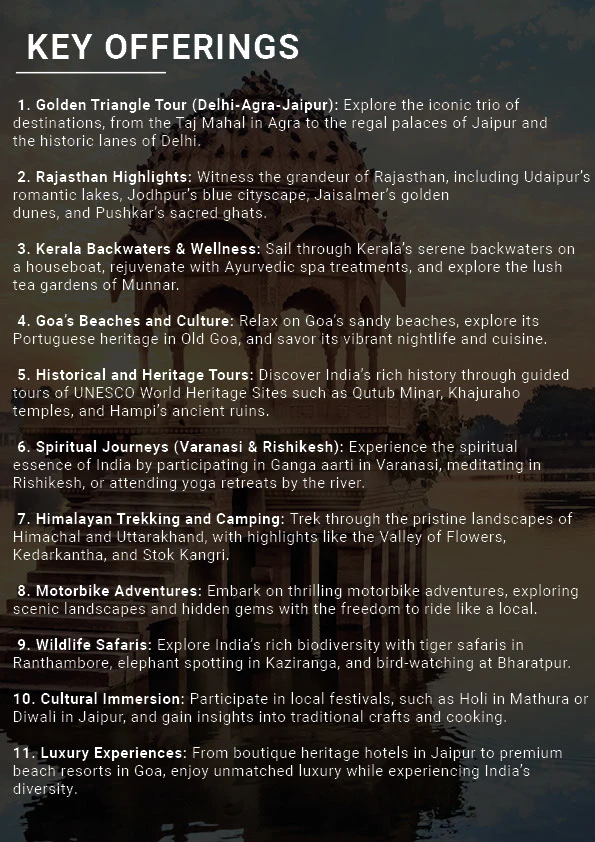 KEY OFFERINGS
1. Golden Triangle Tour (Delhi-Agra-Jaipur): Explore the iconic trio of
destinations, from the Taj Mahal in Agra to the regal palaces of Jaipur and
the historic lanes of Delhi.
2. Rajasthan Highlights: Witness the grandeur of Rajasthan, including Udaipur's
romantic lakes, Jodhpur's blue cityscape, Jaisalmer's golden
dunes, and Pushkar's sacred ghats.
3. Kerala Backwaters & Wellness: Sail through Kerala's serene backwaters on
a houseboat, rejuvenate with Ayurvedic spa treatments, and explore the lush
tea gardens of Munnar.
4. Goa's Beaches and Culture: Relax on Goa's sandy beaches, explore its
Portuguese heritage in Old Goa, and savor its vibrant nightlife and cuisine.
5. Historical and Heritage Tours: Discover India's rich history through guided
tours of UNESCO World Heritage Sites such as Qutub Minar, Khajuraho
temples, and Hampi's ancient ruins.
6. Spiritual Journeys (Varanasi & Rishikesh): Experience the spiritual
essence of India by participating in Ganga aarti in Varanasi, meditating in
Rishikesh, or attending yoga retreats by the river.
7. Himalayan Trekking and Camping: Trek through the pristine landscapes of
Himachal and Uttarakhand, with highlights like the Valley of Flowers,
Kedarkantha, and Stok Kangri.
8. Motorbike Adventures: Embark on thrilling motorbike adventures, exploring
scenic landscapes and hidden gems with the freedom to ride like a local.
9. Wildlife Safaris: Explore India's rich biodiversity with tiger safaris in
Ranthambore, elephant spotting in Kaziranga, and bird-watching at Bharatpur.
10. Cultural Immersion: Participate in local festivals, such as Holi in Mathura or
Diwali in Jaipur, and gain insights into traditional crafts and cooking.
11. Luxury Experiences: From boutique heritage hotels in Jaipur to premium
beach resorts in Goa, enjoy unmatched luxury while experiencing India's
diversity.